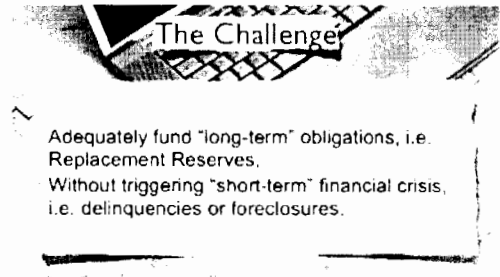 The Challenge
Adequately fund "long-term" obligations, i.e.
Replacement Reserves,
Without triggering "short-term" financial crisis,
i.e. delinquencies or foreclosures.